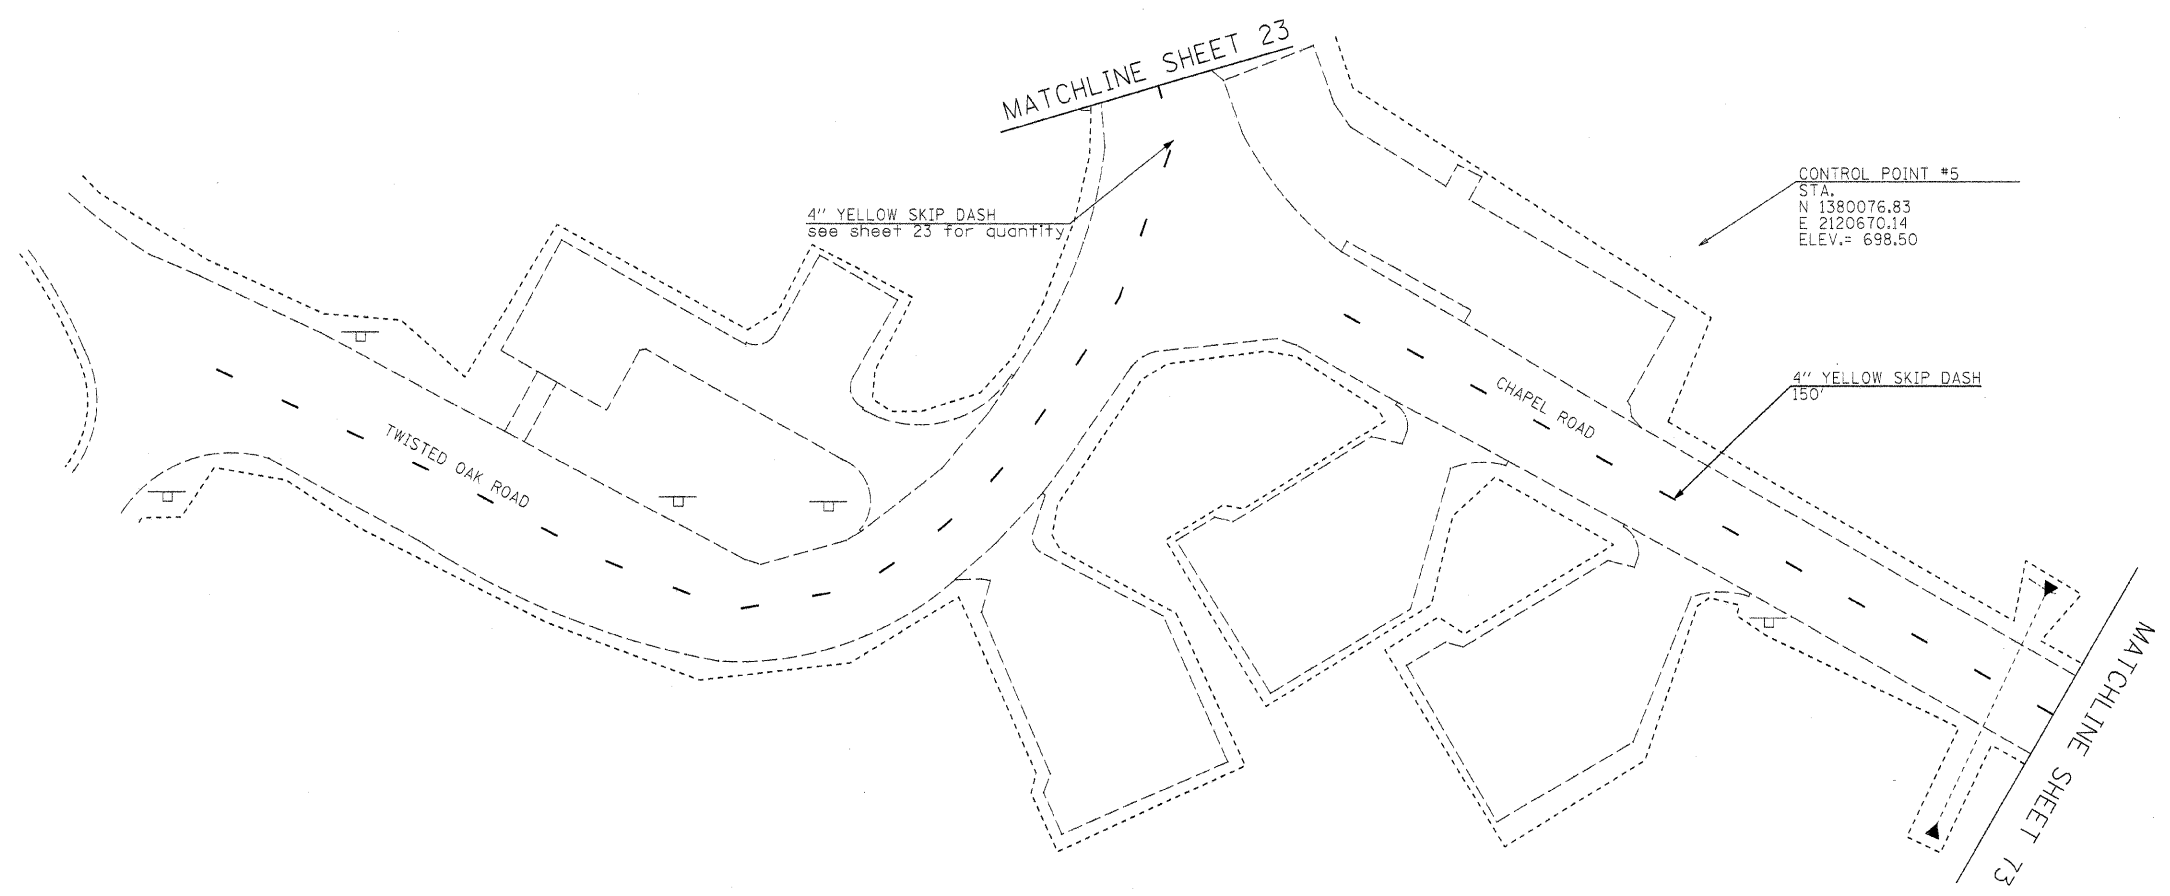 MATCHLINE SHEET 23
CONTROL POINT #5
STA.
N 1380076.83
E 2120670.14
ELEV.= 698.50
4" YELLOW SKIP DASH
see sheet 23 for quantity
4" YELLOW SKIP DASH
150'
CHAPEL ROAD
TWISTED OAK ROAD
MATCHLINE SHEET 73